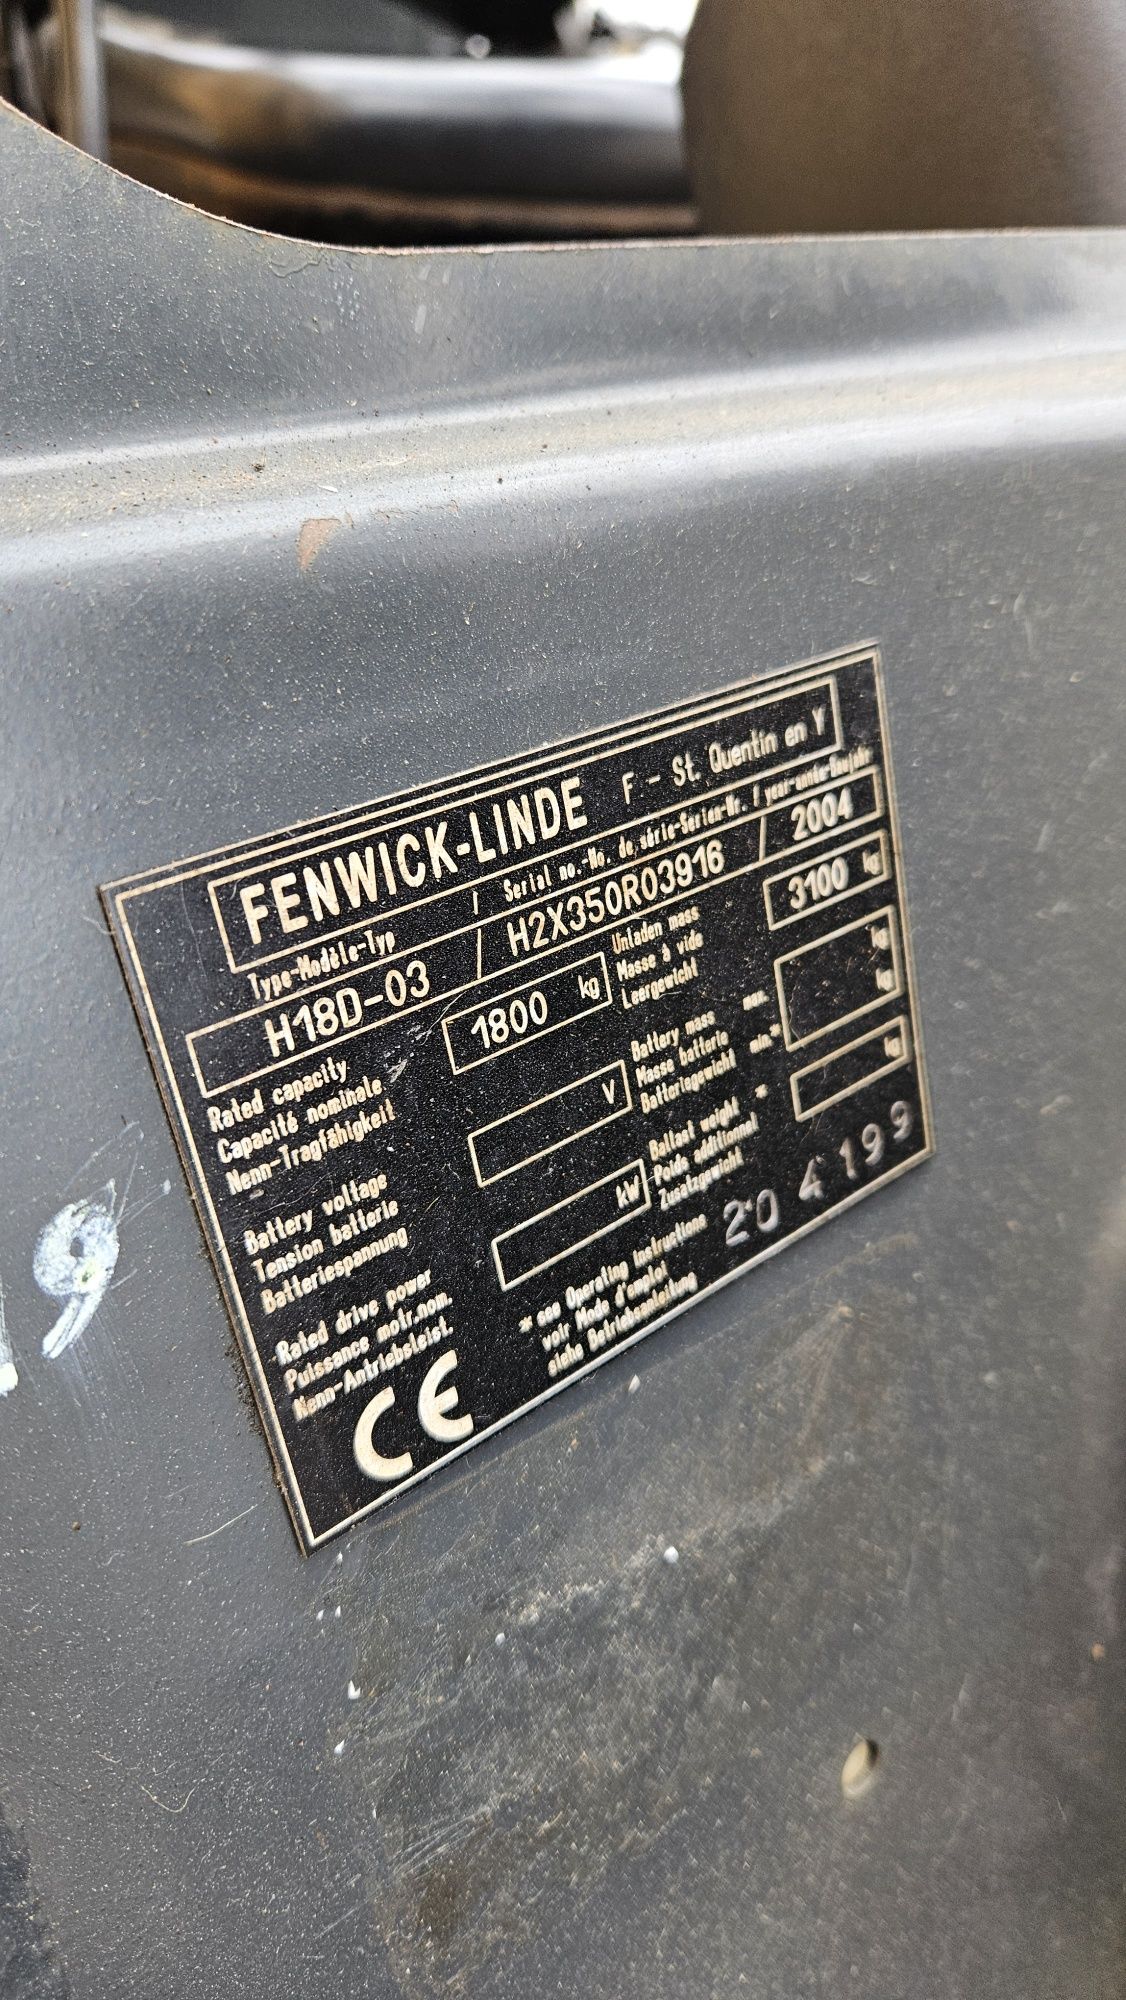 FENWICK-LINDE F - St. Quentin en Y
Type-Modèle-Typ / Serial no.-No. de série-Serien-Nr. / year-année-Baujahr
H18D-03 / H2X350R03916 / 2004
Rated capacity
Capacité nominale
Nenn-Tragfähigkeit
1800 kg
Unladen mass
Masse à vide
Leergewicht
3100 kg
Battery voltage
Tension batterie
Batteriespannung
V
Battery mass max. kg
Masse batterie
Batteriegewicht min.* kg
Rated drive power
Puissance motr.nom.
Nenn-Antriebsleist.
kW
Ballast weight *
Poids additionnel
Zusatzgewicht
kg
* see Operating Instructions
voir Mode d'emploi
siehe Betriebsanleitung
204199
CE
9